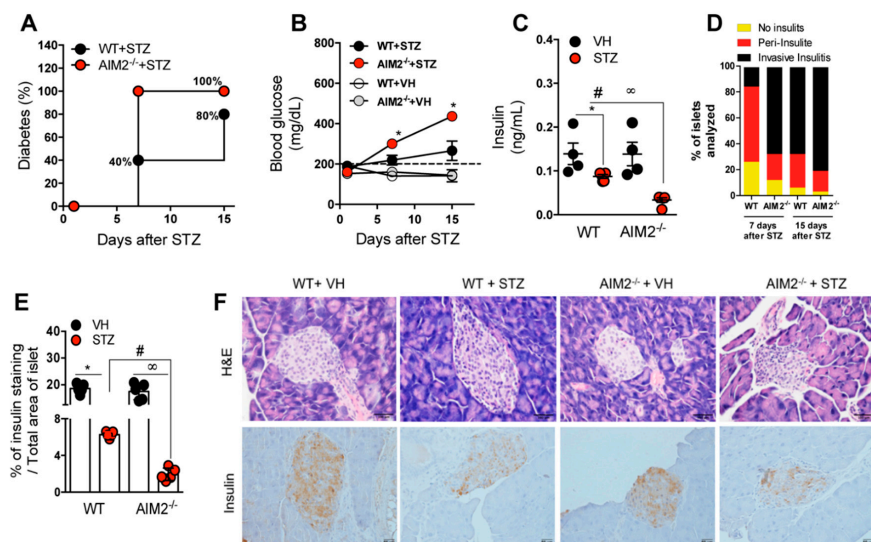 A
WT+STZ
AIM2-/-+STZ
Diabetes (%)
140
120
100
80
60
40
20
0
100%
80%
40%
0
5
10
15
Days after STZ
B
WT+STZ
AIM2-/-+STZ
WT+VH
AIM2-/-+VH
Blood glucose
(mg/dL)
800
600
400
200
0
*
*
0
5
10
15
Days after STZ
C
VH
STZ
Insulin
(ng/mL)
0.4
0.3
0.2
0.1
0.0
#
∞
*
WT
AIM2-/-
D
No insulits
Peri-Insulite
Invasive Insulitis
% of islets
analyzed
100
80
60
40
20
0
WT AIM2-/- WT AIM2-/-
7 days
after STZ
15 days
after STZ
E
VH
STZ
% of insulin staining
/ Total area of islet
40
30
20
10
8
4
0
#
*
∞
WT
AIM2-/-
F
WT+ VH
WT + STZ
AIM2-/- + VH
AIM2-/- + STZ
H&E
Insulin